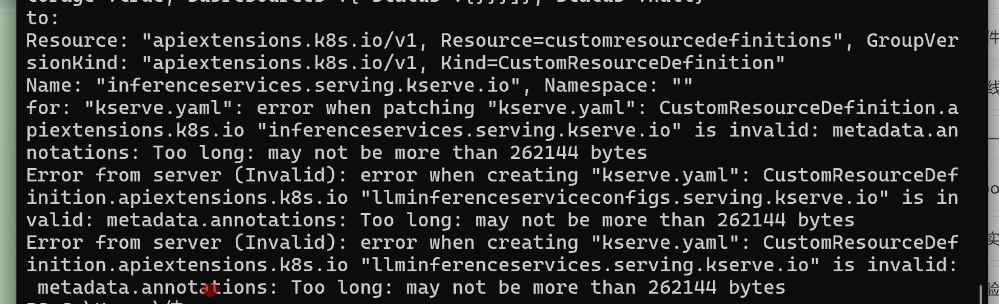 to:
Resource: "apiextensions.k8s.io/v1, Resource=customresourcedefinitions", GroupVer
sionKind: "apiextensions.k8s.io/v1, Kind=CustomResourceDefinition"
Name: "inferenceservices.serving.kserve.io", Namespace: ""
for: "kserve.yaml": error when patching "kserve.yaml": CustomResourceDefinition.a
piextensions.k8s.io "inferenceservices.serving.kserve.io" is invalid: metadata.an
notations: Too long: may not be more than 262144 bytes
Error from server (Invalid): error when creating "kserve.yaml": CustomResourceDef
inition.apiextensions.k8s.io "llminferenceserviceconfigs.serving.kserve.io" is in
valid: metadata.annotations: Too long: may not be more than 262144 bytes
Error from server (Invalid): error when creating "kserve.yaml": CustomResourceDef
inition.apiextensions.k8s.io "llminferenceservices.serving.kserve.io" is invalid:
 metadata.annotations: Too long: may not be more than 262144 bytes
件
线
实
验